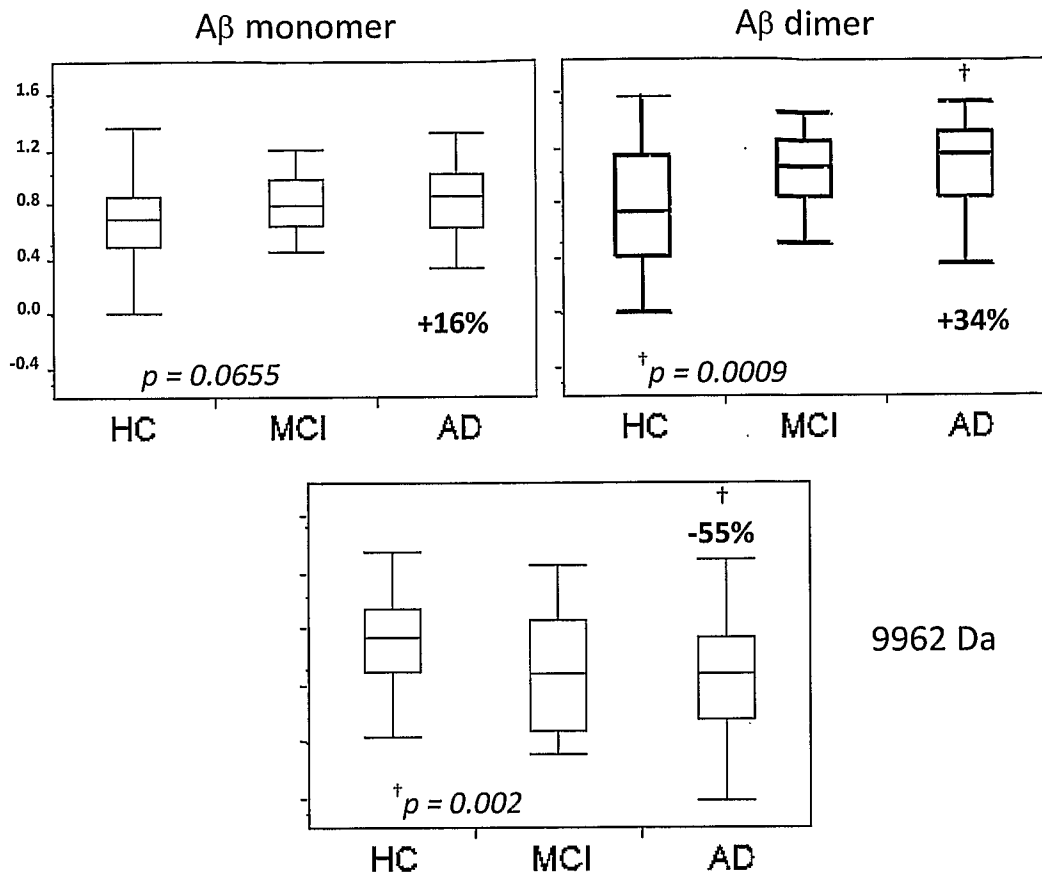 Aβ monomer
1.6
1.2
0.8
0.4
0.0
-0.4
+16%
p = 0.0655
HC MCI AD
Aβ dimer
†
+34%
†p = 0.0009
HC MCI AD
†
-55%
9962 Da
†p = 0.002
HC MCI AD